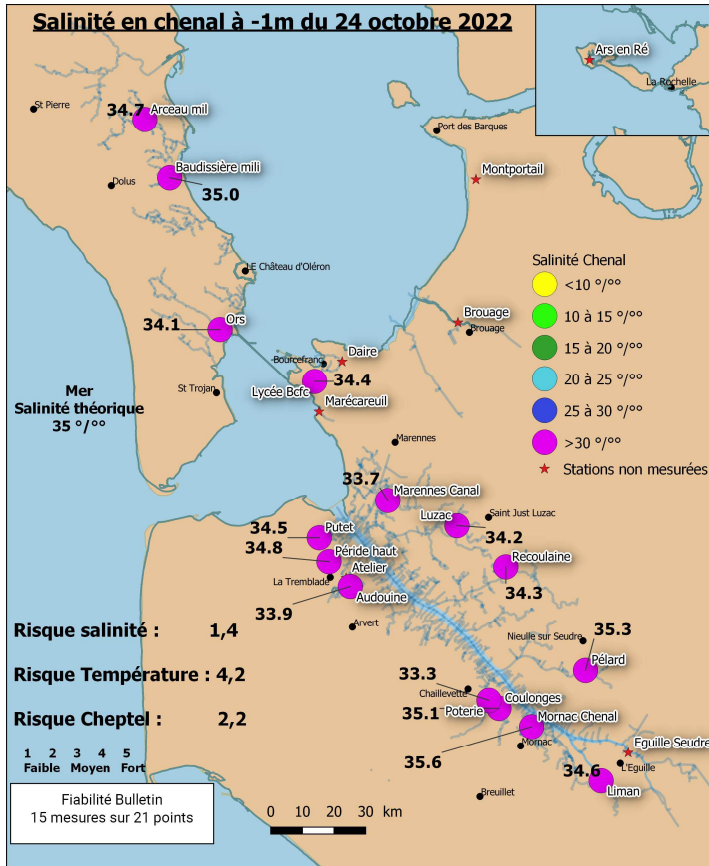 Salinité en chenal à -1m du 24 octobre 2022
Ars en Ré
La Rochelle
St Pierre
34.7
Arceau mil
Port des Barques
Baudissière mili
Dolus
35.0
Montportail
LE Château d'Oléron
Salinité Chenal
<10 °/°°
10 à 15 °/°°
15 à 20 °/°°
20 à 25 °/°°
25 à 30 °/°°
>30 °/°°
Stations non mesurées
Brouage
Brouage
34.1
Ors
Daire
Bourcefranc
34.4
Lycée Bcfc
Marécareuil
St Trojan
Mer
Salinité théorique
35 °/°°
Marennes
33.7
Marennes Canal
Luzac
Saint Just Luzac
34.2
34.5
Putet
34.8
Péride haut
Atelier
La Tremblade
Audouine
33.9
Recoulaine
34.3
Arvert
Risque salinité : 1,4
Risque Température : 4,2
Risque Cheptel : 2,2
1 2 3 4 5
Faible Moyen Fort
Nieulle sur Seudre
35.3
Pélard
33.3
Chaillevette
Coulonges
Poterie
35.1
Mornac Chenal
Mornac
35.6
Eguille Seudre
L'Eguille
34.6
Liman
Breuillet
Fiabilité Bulletin
15 mesures sur 21 points
0 10 20 30 km